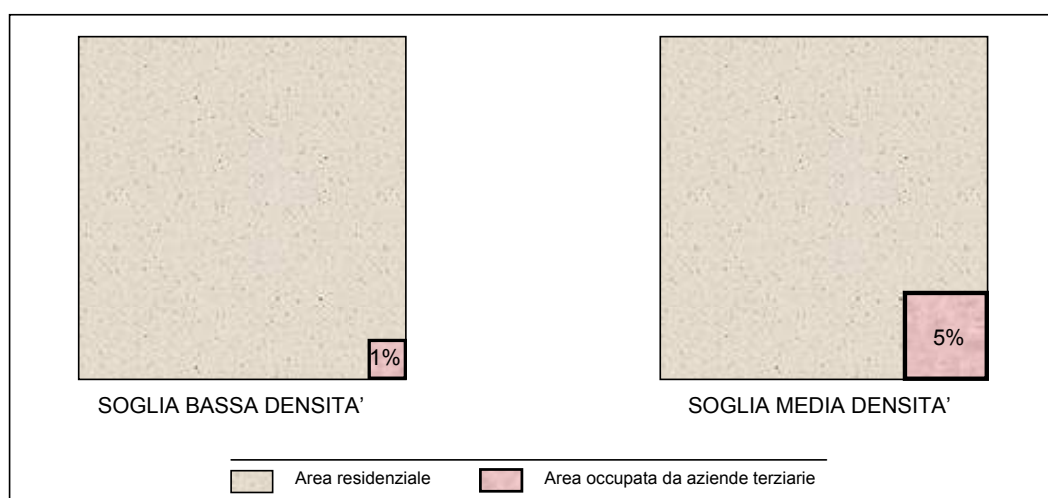 1%
5%
SOGLIA BASSA DENSITA’
SOGLIA MEDIA DENSITA’
Area residenziale
Area occupata da aziende terziarie